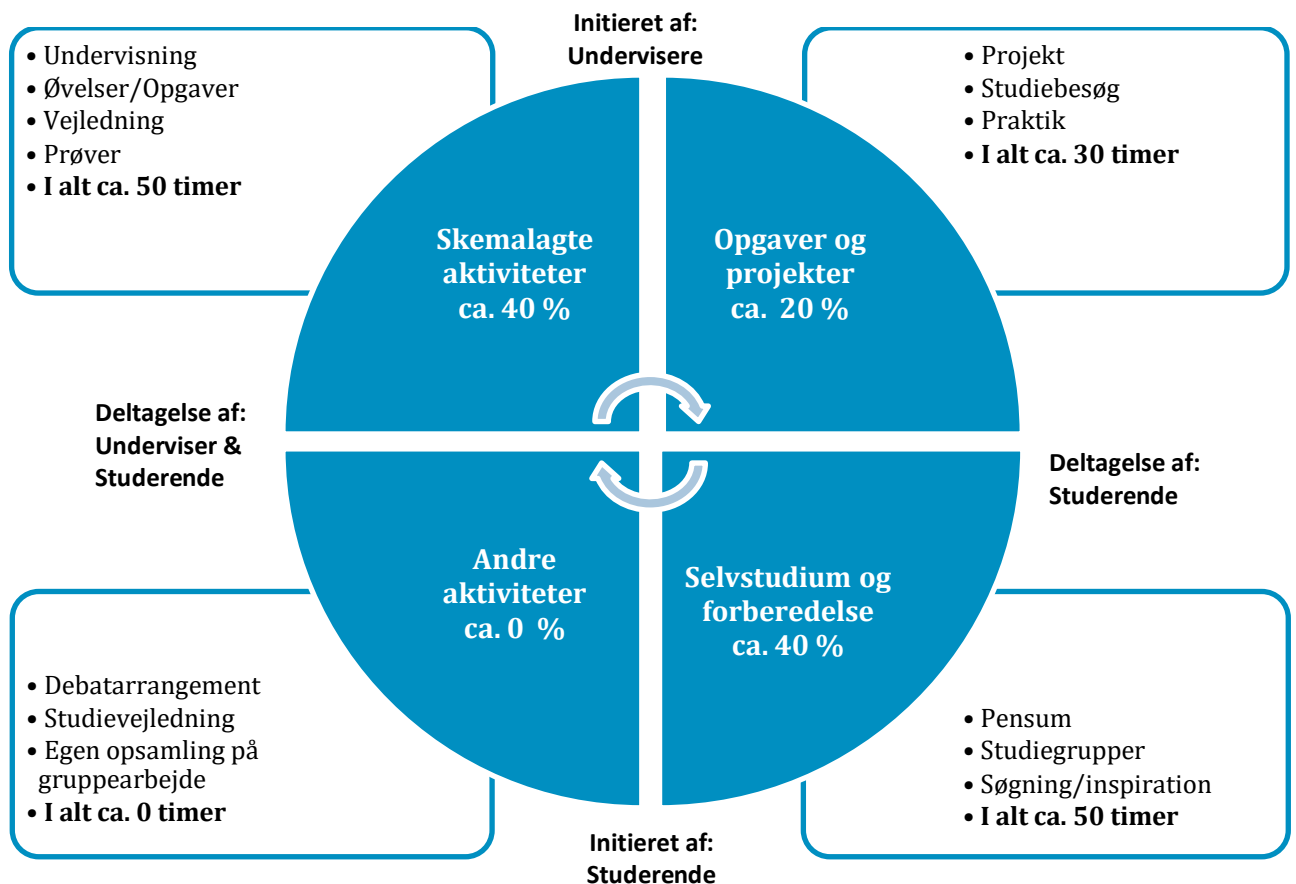 Initieret af:
Undervisere
• Undervisning
• Øvelser/Opgaver
• Vejledning
• Prøver
• I alt ca. 50 timer
• Projekt
• Studiebesøg
• Praktik
• I alt ca. 30 timer
Skemalagte
aktiviteter
ca. 40 %
Opgaver og
projekter
ca. 20 %
Deltagelse af:
Underviser &
Studerende
Deltagelse af:
Studerende
Andre
aktiviteter
ca. 0 %
Selvstudium og
forberedelse
ca. 40 %
• Debatarrangement
• Studievejledning
• Egen opsamling på
gruppearbejde
• I alt ca. 0 timer
• Pensum
• Studiegrupper
• Søgning/inspiration
• I alt ca. 50 timer
Initieret af:
Studerende